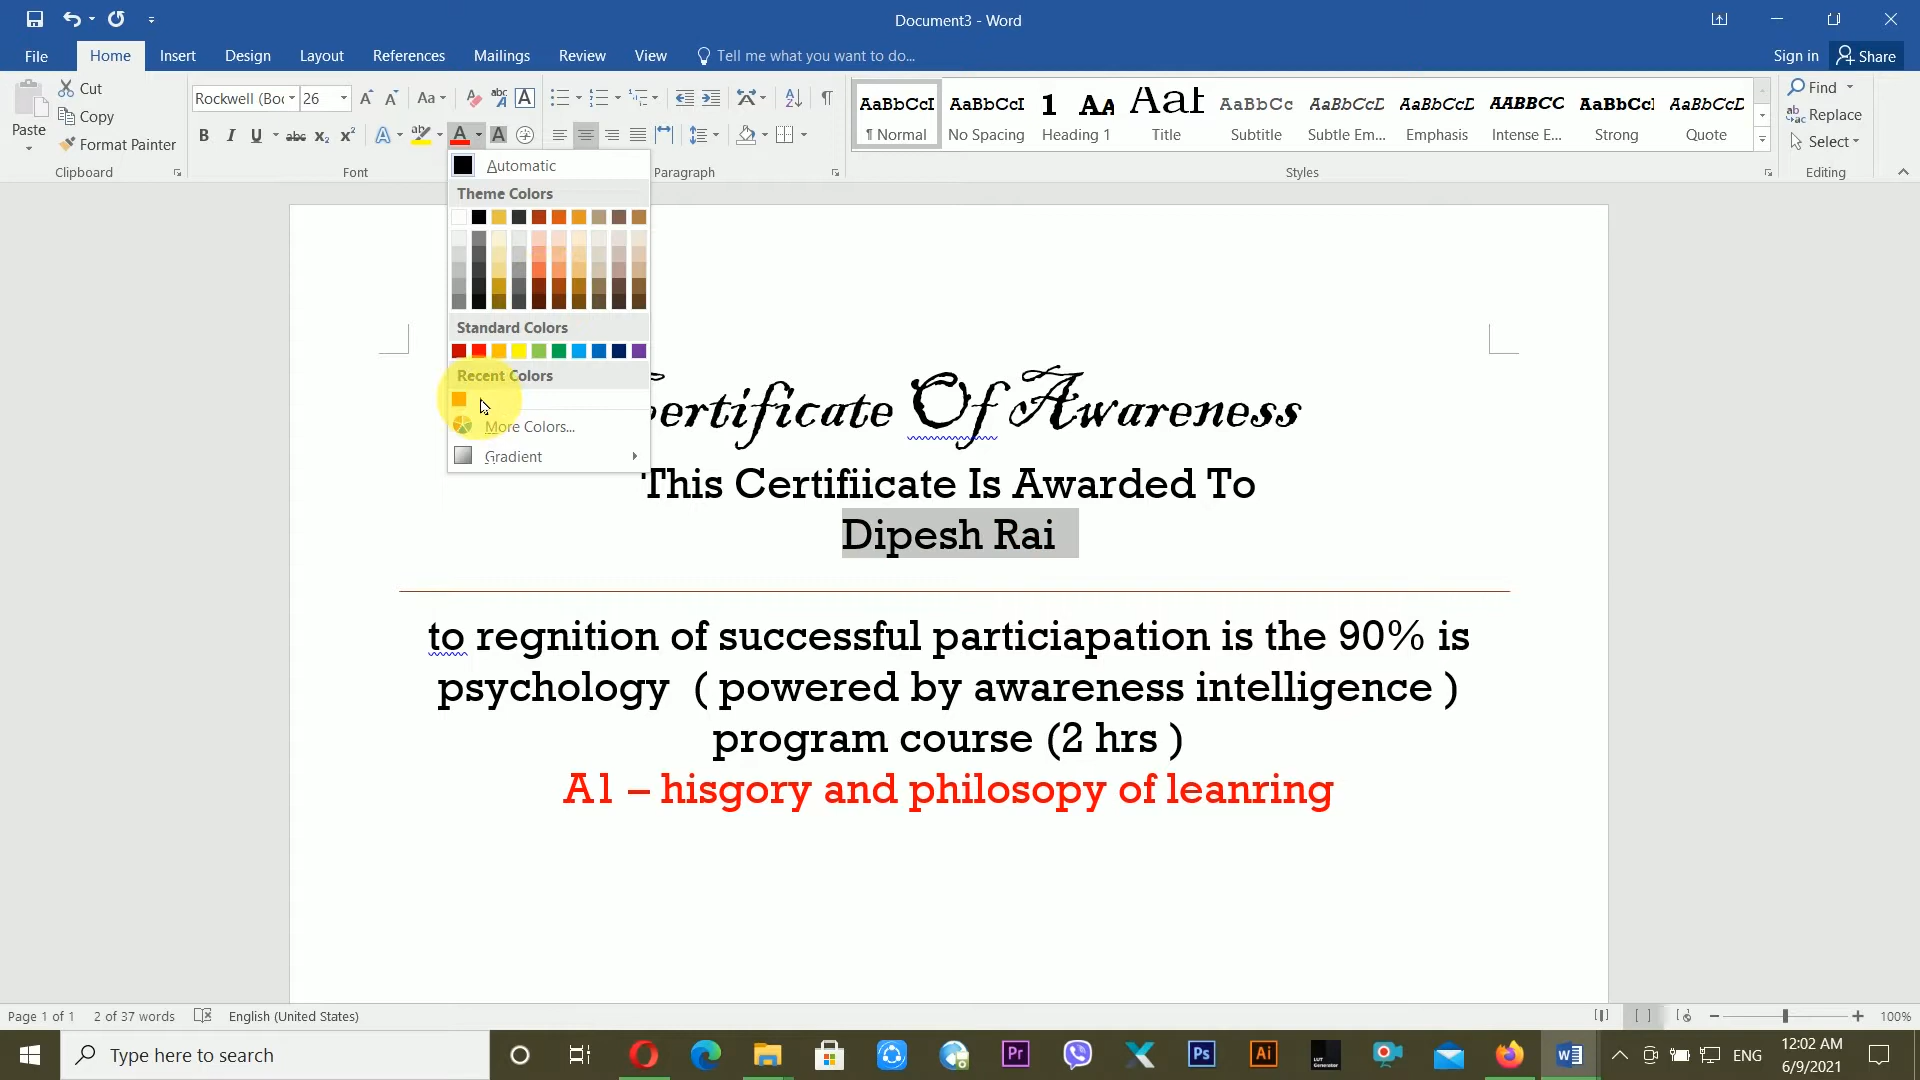 Document3 - Word
File Home Insert Design Layout References Mailings Review View Tell me what you want to do... Sign in Share
Paste
Cut
Copy
Format Painter
Clipboard
Rockwell (Boc 26
Font
Paragraph
AaBbCcI AaBbCcI 1 AA AaB AaBbCc AaBbCcD AaBbCcD AABBCC AaBbCcI AaBbCcD
¶ Normal No Spacing Heading 1 Title Subtitle Subtle Em... Emphasis Intense E... Strong Quote
Styles
Find
Replace
Select
Editing
Automatic
Theme Colors
Standard Colors
Recent Colors
More Colors...
Gradient
ertificate Of Awareness
This Certifiicate Is Awarded To
Dipesh Rai
to regnition of successful particiapation is the 90% is
psychology ( powered by awareness intelligence )
program course (2 hrs )
A1 – hisgory and philosopy of leanring
Page 1 of 1 2 of 37 words English (United States) 100%
Type here to search
ENG
12:02 AM
6/9/2021